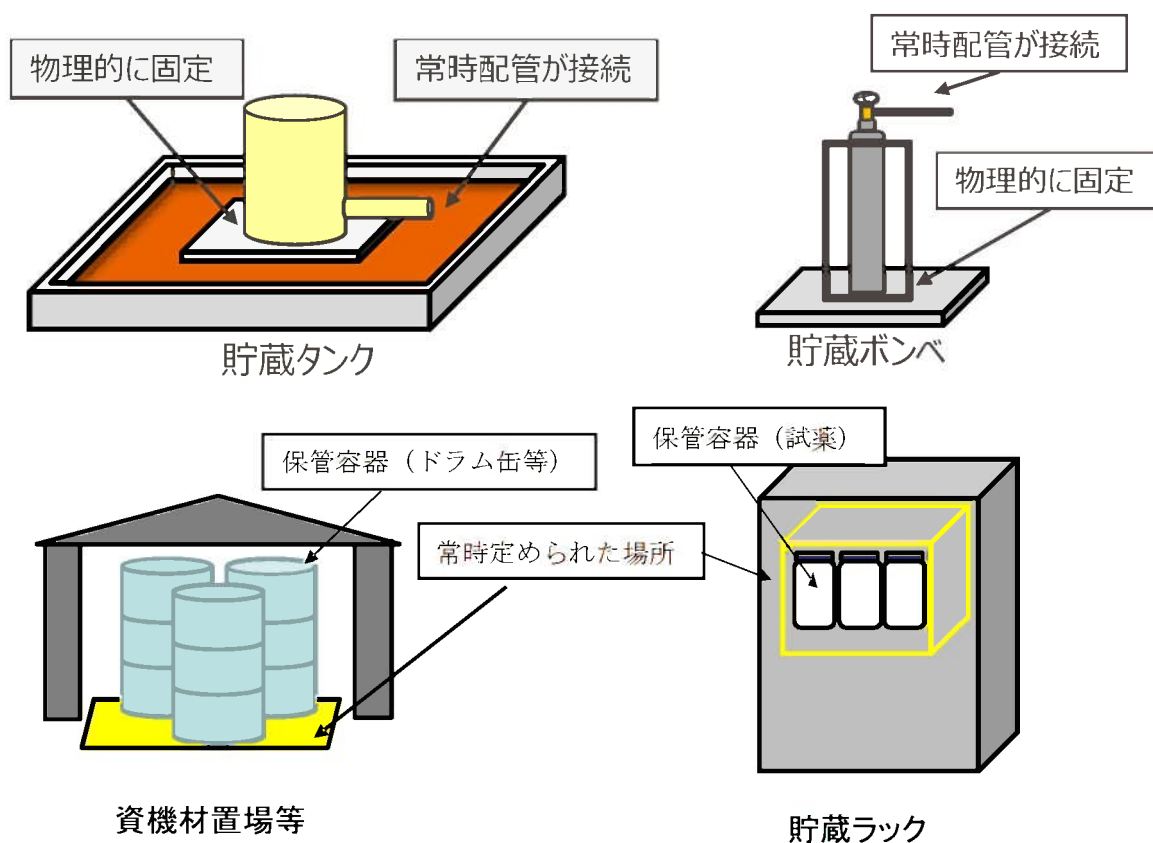 物理的に固定
常時配管が接続
貯蔵タンク
常時配管が接続
物理的に固定
貯蔵ボンベ
保管容器（ドラム缶等）
保管容器（試薬）
常時定められた場所
資機材置場等
貯蔵ラック